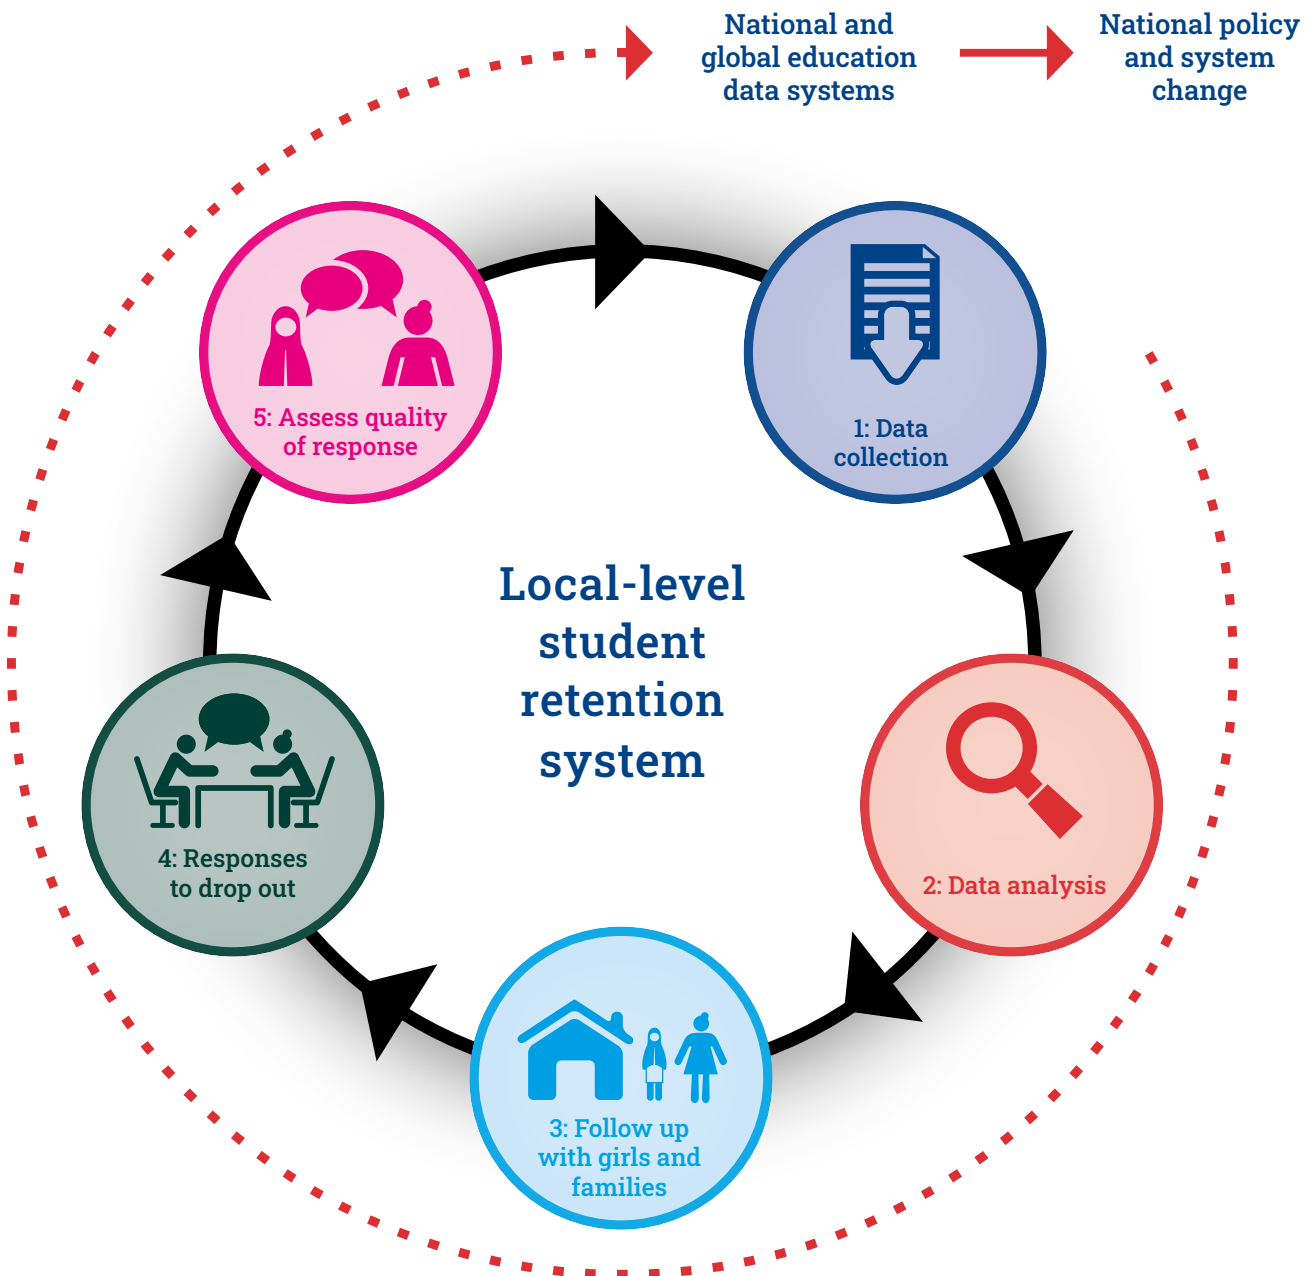 National and
global education
data systems
National policy
and system
change
5: Assess quality
of response
1: Data
collection
Local-level
student
retention
system
4: Responses
to drop out
2: Data analysis
3: Follow up
with girls and
families